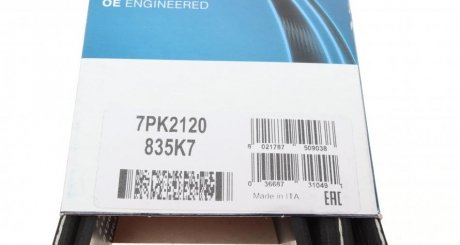 OE ENGINEERED
7PK2120
835K7
8 021787 509038
0 36687 31049 1
Made in ITA
EAC